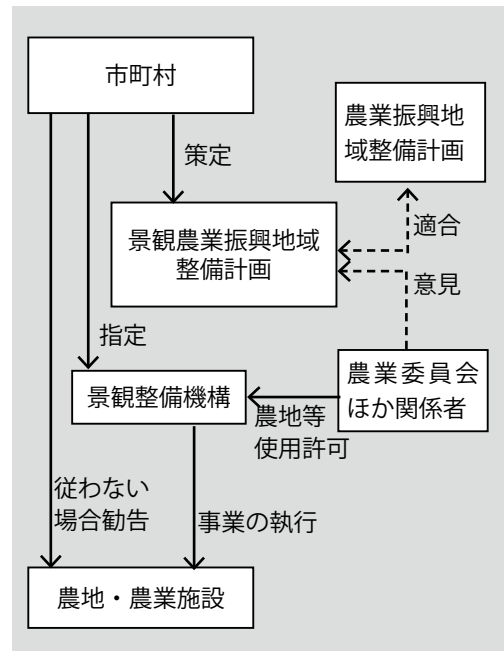 市町村
農業振興地
域整備計画
策定
適合
景観農業振興地域
整備計画
意見
指定
景観整備機構
農業委員会
ほか関係者
農地等
使用許可
従わない
場合勧告
事業の執行
農地・農業施設